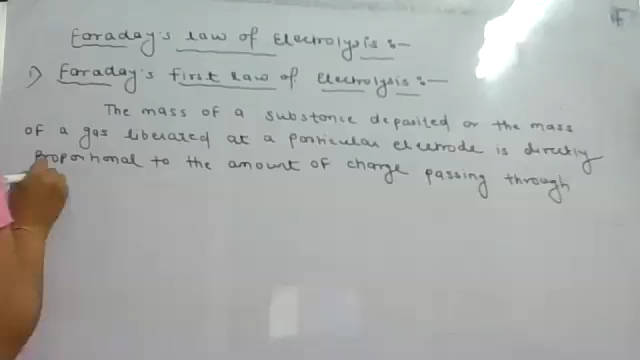 Faraday's law of Electrolysis :-
1) Faraday's first law of electrolysis :-
The mass of a substance deposited or the mass
of a gas liberated at a particular electrode is directly
Proportional to the amount of charge passing through